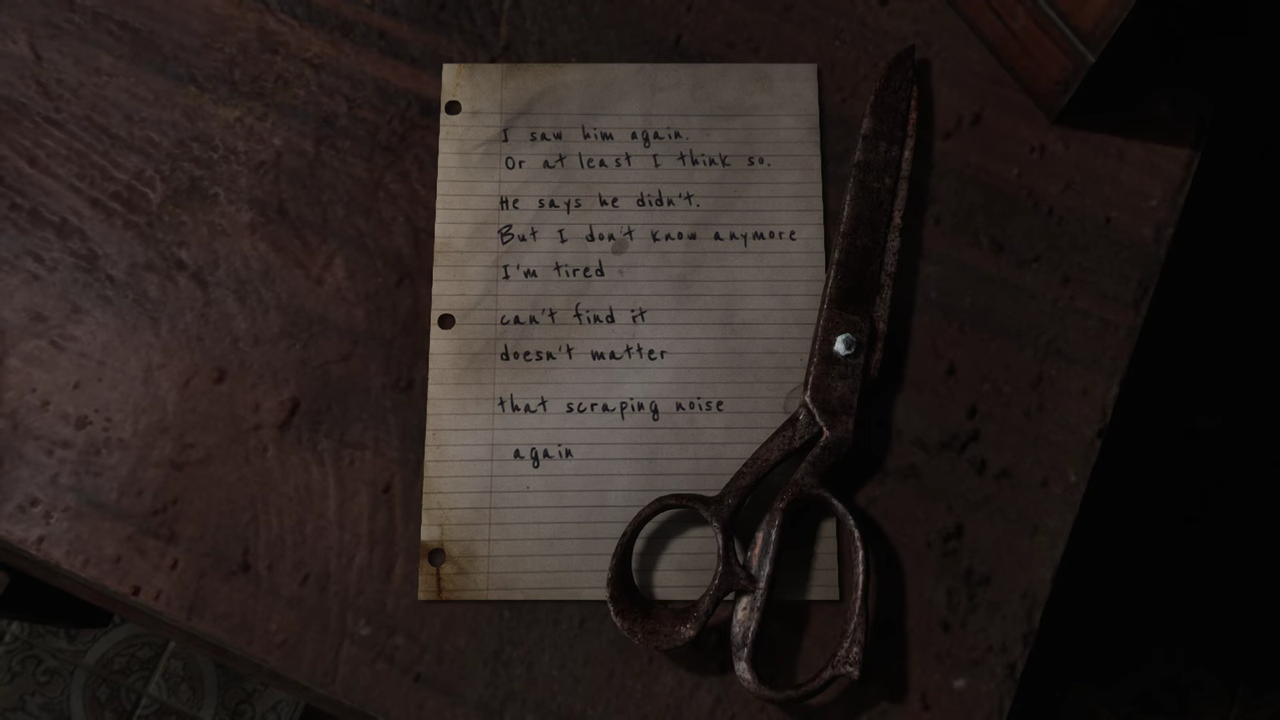 I saw him again.
Or at least I think so.
He says he didn't.
But I don't know anymore
I'm tired
can't find it
doesn't matter
that scraping noise
again